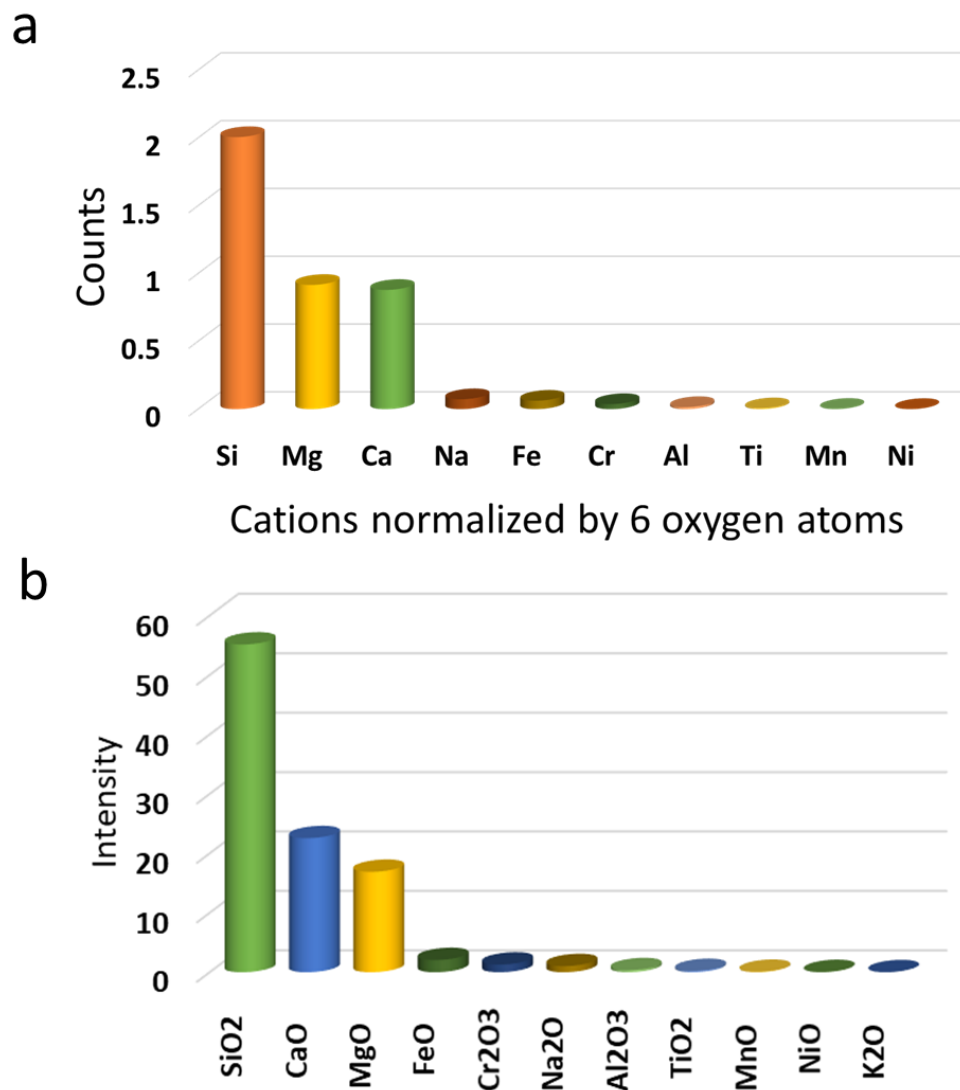 a
2.5
2
1.5
1
0.5
0
Counts
Si Mg Ca Na Fe Cr Al Ti Mn Ni
Cations normalized by 6 oxygen atoms
b
60
50
40
30
20
10
0
Intensity
SiO2 CaO MgO FeO Cr2O3 Na2O Al2O3 TiO2 MnO NiO K2O